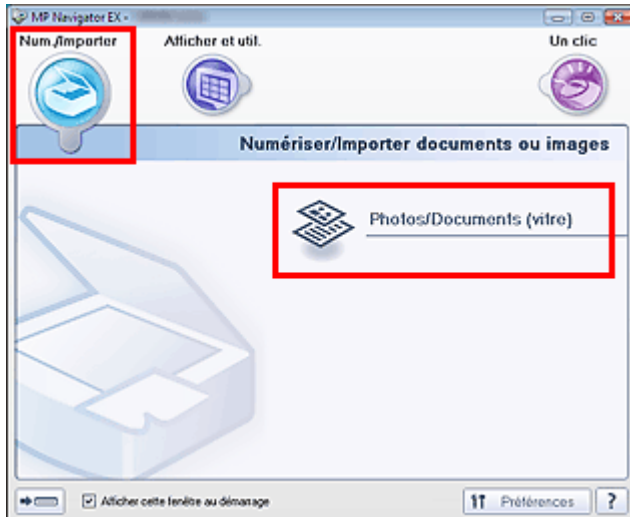 MP Navigator EX -
Num./Importer
Afficher et util.
Un clic
Numériser/Importer documents ou images
Photos/Documents (vitre)
Afficher cette fenêtre au démarrage
Préférences
?